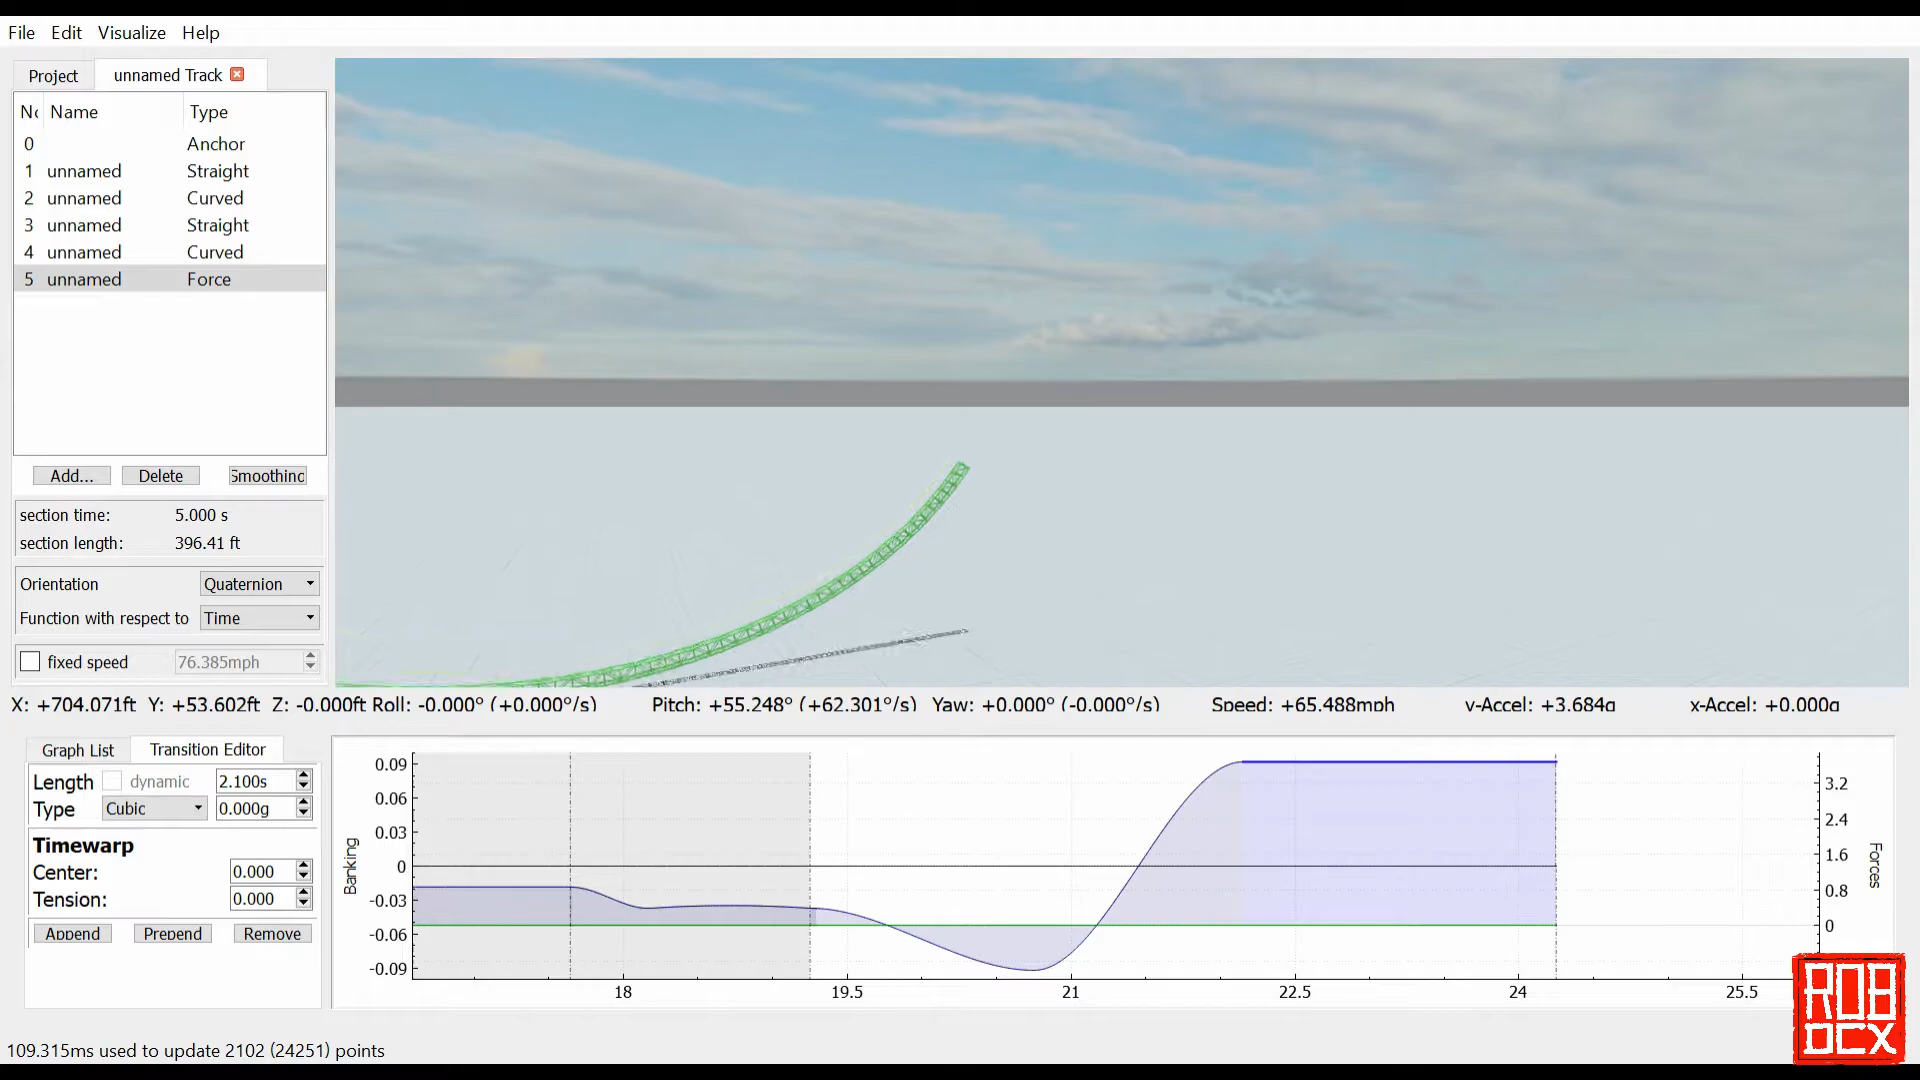 File Edit Visualize Help
Project unnamed Track
Nc Name Type
0 Anchor
1 unnamed Straight
2 unnamed Curved
3 unnamed Straight
4 unnamed Curved
5 unnamed Force
Add... Delete Smoothing
section time: 5.000 s
section length: 396.41 ft
Orientation Quaternion
Function with respect to Time
fixed speed 76.385mph
X: +704.071ft Y: +53.602ft Z: -0.000ft Roll: -0.000° (+0.000°/s) Pitch: +55.248° (+62.301°/s) Yaw: +0.000° (-0.000°/s) Speed: +65.488mph y-Accel: +3.684g x-Accel: +0.000g
Graph List Transition Editor
Length dynamic 2.100s
Type Cubic 0.000g
Timewarp
Center: 0.000
Tension: 0.000
Append Prepend Remove
Banking
0.09
0.06
0.03
0
-0.03
-0.06
-0.09
18 19.5 21 22.5 24 25.5
3.2
2.4
1.6
0.8
0
Forces
ROB
OCX
109.315ms used to update 2102 (24251) points